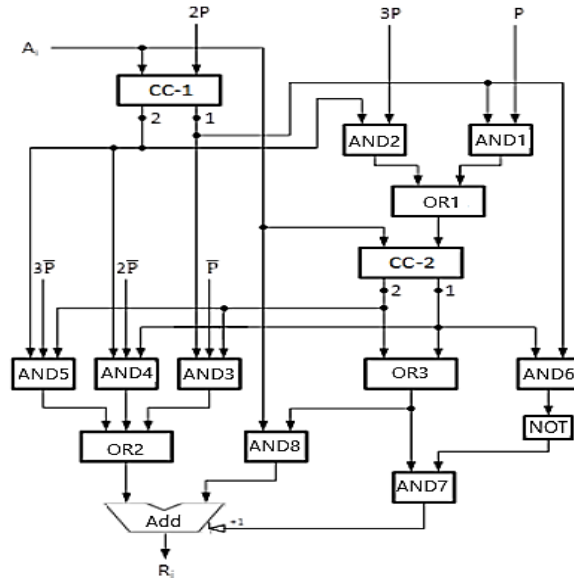 2P 3P P
Aᵢ
CC-1
2 1
AND2 AND1
OR1
CC-2
3P̅ 2P̅ P̅
2 1
AND5 AND4 AND3 OR3 AND6
NOT
OR2 AND8
AND7
Add +1
Rᵢ